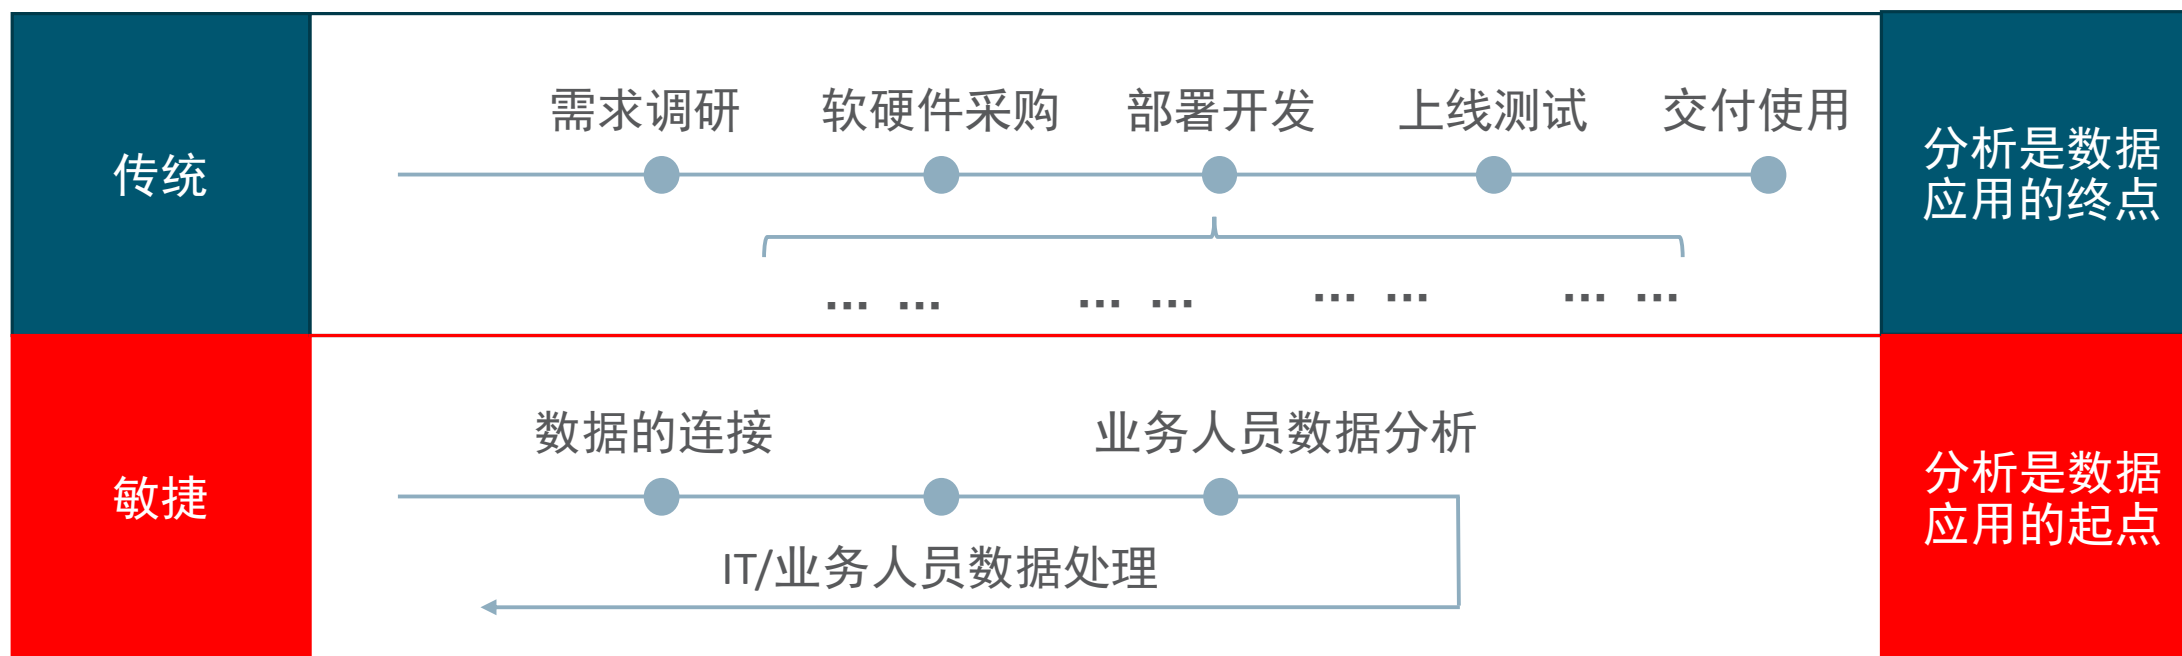 传统
需求调研
软硬件采购
部署开发
上线测试
交付使用
分析是数据
应用的终点
... ...
... ...
... ...
... ...
敏捷
数据的连接
业务人员数据分析
IT/业务人员数据处理
分析是数据
应用的起点